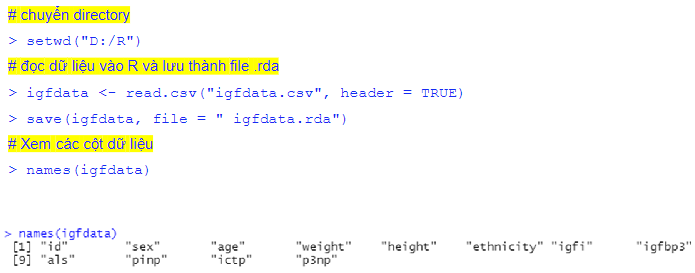 # chuyển directory
> setwd("D:/R")
# đọc dữ liệu vào R và lưu thành file .rda
> igfdata <- read.csv("igfdata.csv", header = TRUE)
> save(igfdata, file = " igfdata.rda")
# Xem các cột dữ liệu
> names(igfdata)
> names(igfdata)
[1] "id" "sex" "age" "weight" "height" "ethnicity" "igfi" "igfbp3"
[9] "als" "pinp" "ictp" "p3np"